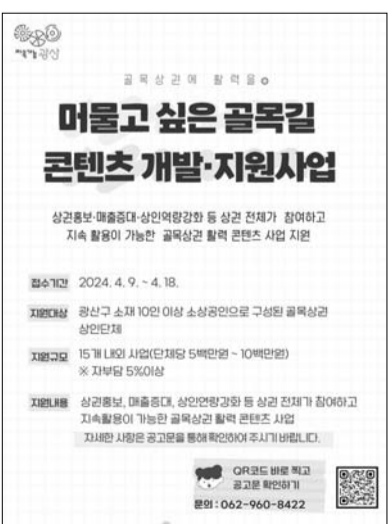 광산
골목상권에 활력을
머물고 싶은 골목길
콘텐츠 개발·지원사업
상권홍보·매출증대·상인역량강화 등 상권 전체가 참여하고
지속 활용이 가능한 골목상권 활력 콘텐츠 사업 지원
접수기간 2024. 4. 9. ~ 4. 18.
지원대상 광산구 소재 10인 이상 소상공인으로 구성된 골목상권
상인단체
지원규모 15개 내외 사업(단체당 5백만원 ~ 10백만원)
※ 자부담 5%이상
지원내용 상권홍보, 매출증대, 상인연량강화 등 상권 전체가 참여하고
지속활용이 가능한 골목상권 활력 콘텐츠 사업
자세한 사항은 공고문을 통해 확인하여 주시기 바랍니다.
QR코드 바로 찍고
공고문 확인하기
문의 : 062-960-8422